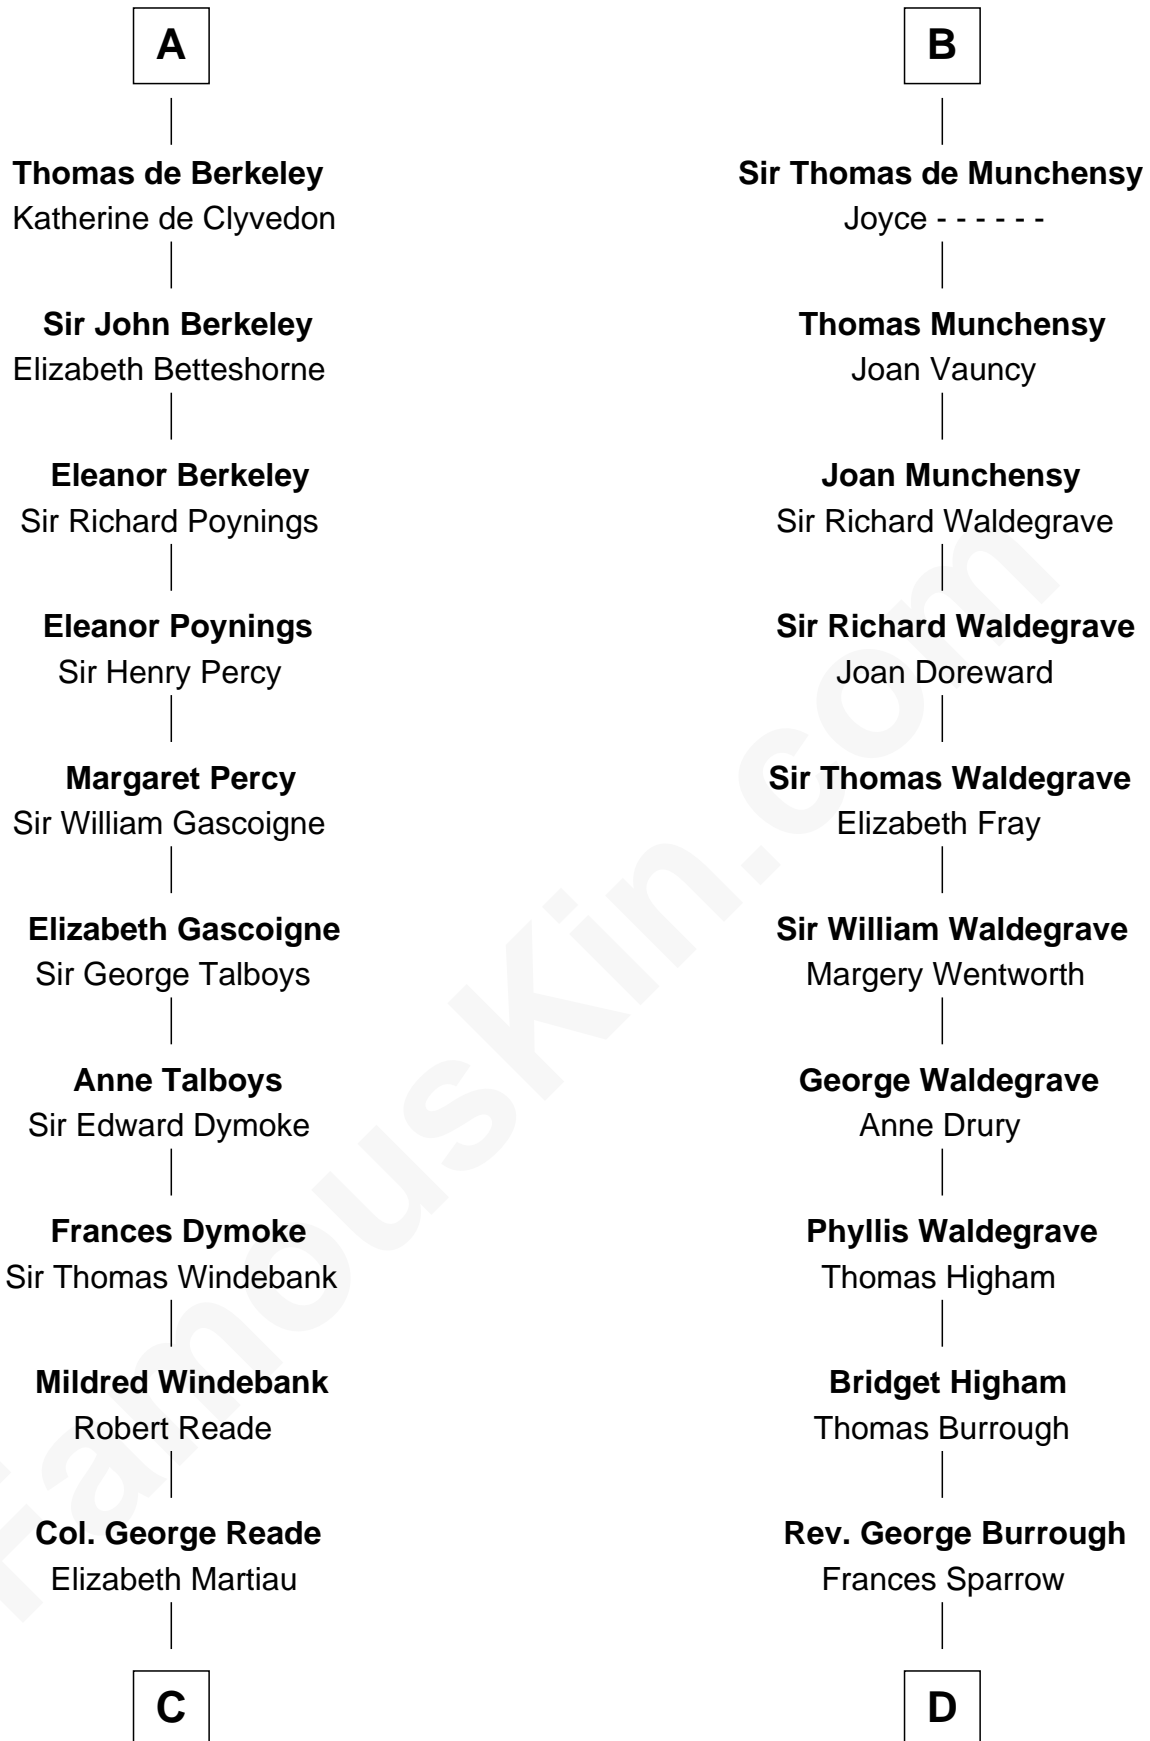 A
Thomas de Berkeley
Katherine de Clyvedon
Sir John Berkeley
Elizabeth Betteshorne
Eleanor Berkeley
Sir Richard Poynings
Eleanor Poynings
Sir Henry Percy
Margaret Percy
Sir William Gascoigne
Elizabeth Gascoigne
Sir George Talboys
Anne Talboys
Sir Edward Dymoke
Frances Dymoke
Sir Thomas Windebank
Mildred Windebank
Robert Reade
Col. George Reade
Elizabeth Martiau
C
B
Sir Thomas de Munchensy
Joyce - - - - - -
Thomas Munchensy
Joan Vauncy
Joan Munchensy
Sir Richard Waldegrave
Sir Richard Waldegrave
Joan Doreward
Sir Thomas Waldegrave
Elizabeth Fray
Sir William Waldegrave
Margery Wentworth
George Waldegrave
Anne Drury
Phyllis Waldegrave
Thomas Higham
Bridget Higham
Thomas Burrough
Rev. George Burrough
Frances Sparrow
D
FamousKin.com